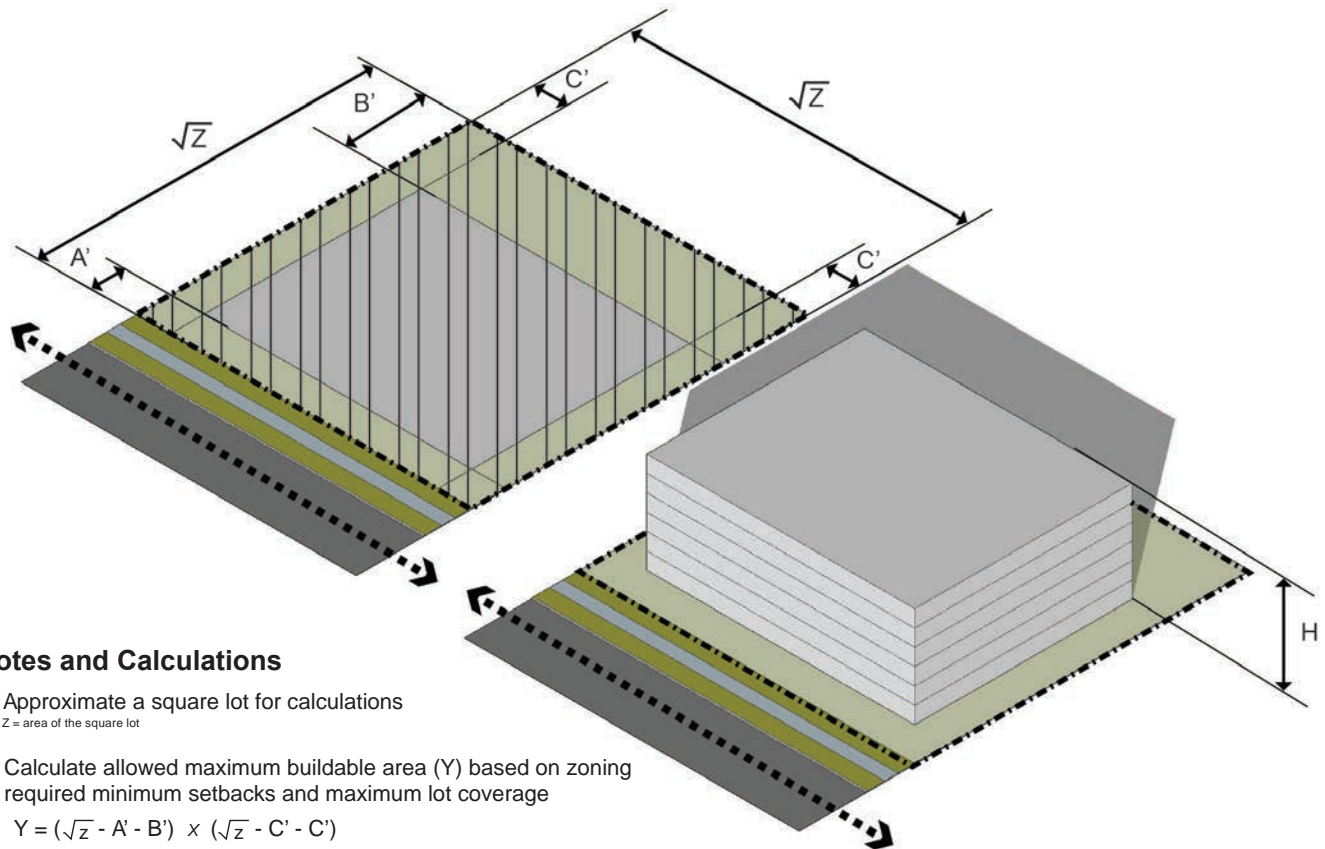 √Z
B'
C'
√Z
A'
C'
H
otes and Calculations
Approximate a square lot for calculations
Z = area of the square lot
Calculate allowed maximum buildable area (Y) based on zoning
required minimum setbacks and maximum lot coverage
Y = (√z - A' - B') x (√z - C' - C')